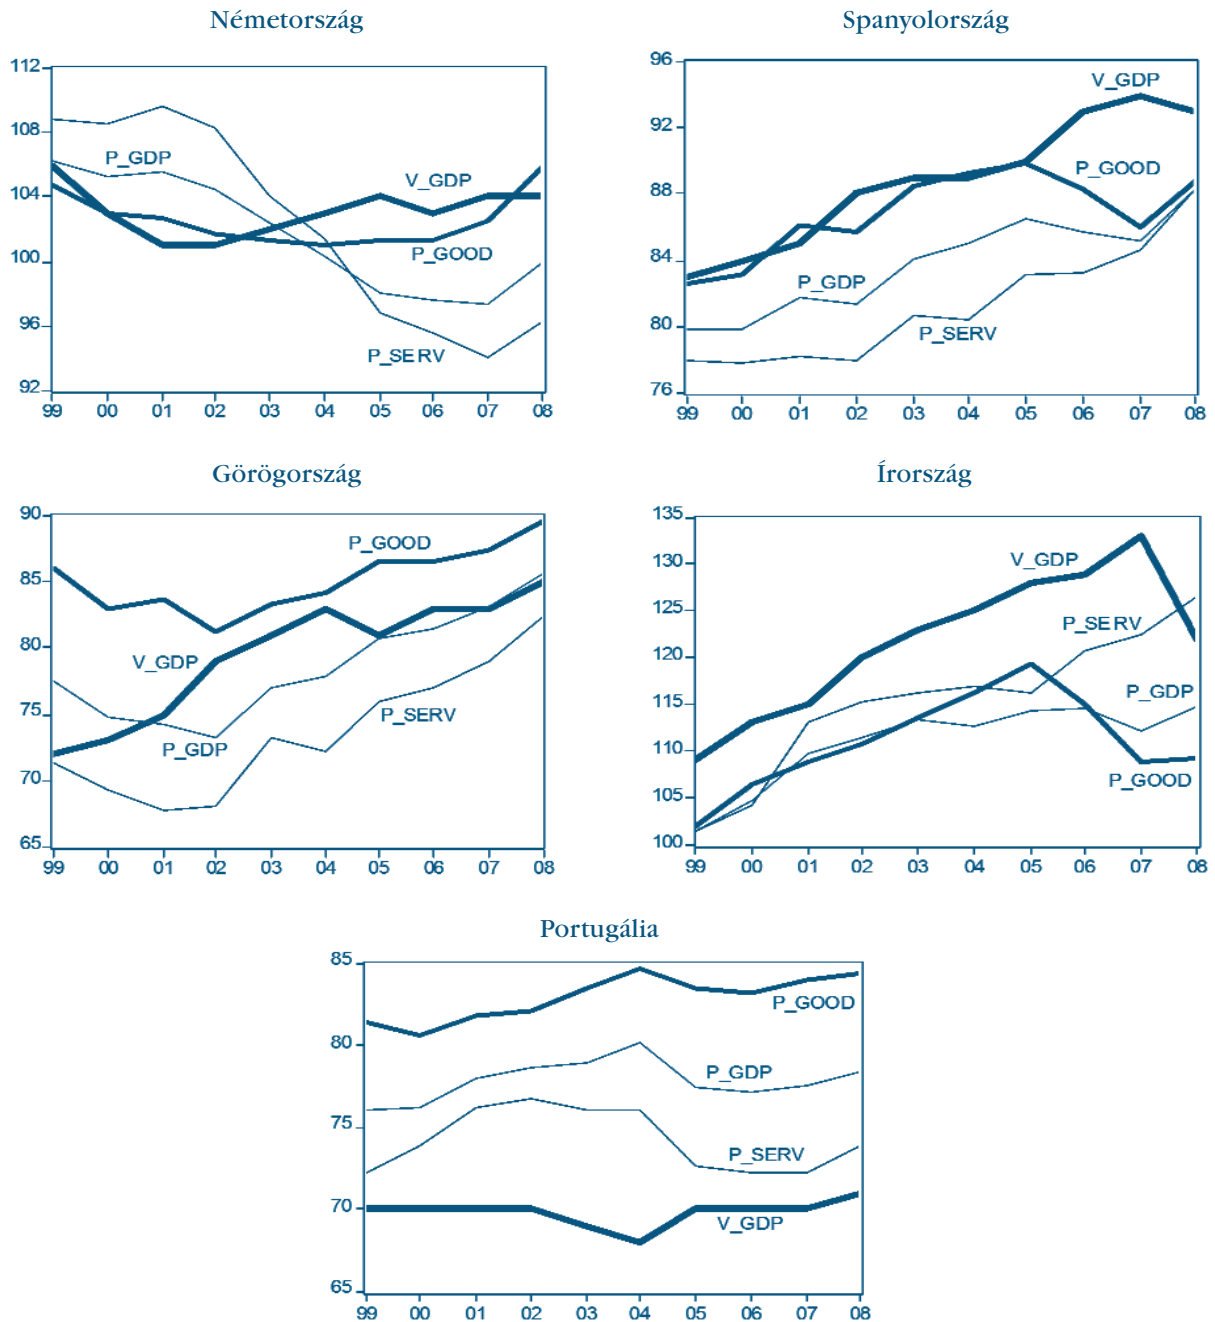 Németország
112
108
104
100
96
92
P_GDP
V_GDP
P_GOOD
P_SERV
99 00 01 02 03 04 05 06 07 08
Spanyolország
96
92
88
84
80
76
V_GDP
P_GOOD
P_GDP
P_SERV
99 00 01 02 03 04 05 06 07 08
Görögország
90
85
80
75
70
65
P_GOOD
V_GDP
P_SERV
P_GDP
99 00 01 02 03 04 05 06 07 08
Írország
135
130
125
120
115
110
105
100
V_GDP
P_SERV
P_GDP
P_GOOD
99 00 01 02 03 04 05 06 07 08
Portugália
85
80
75
70
65
P_GOOD
P_GDP
P_SERV
V_GDP
99 00 01 02 03 04 05 06 07 08